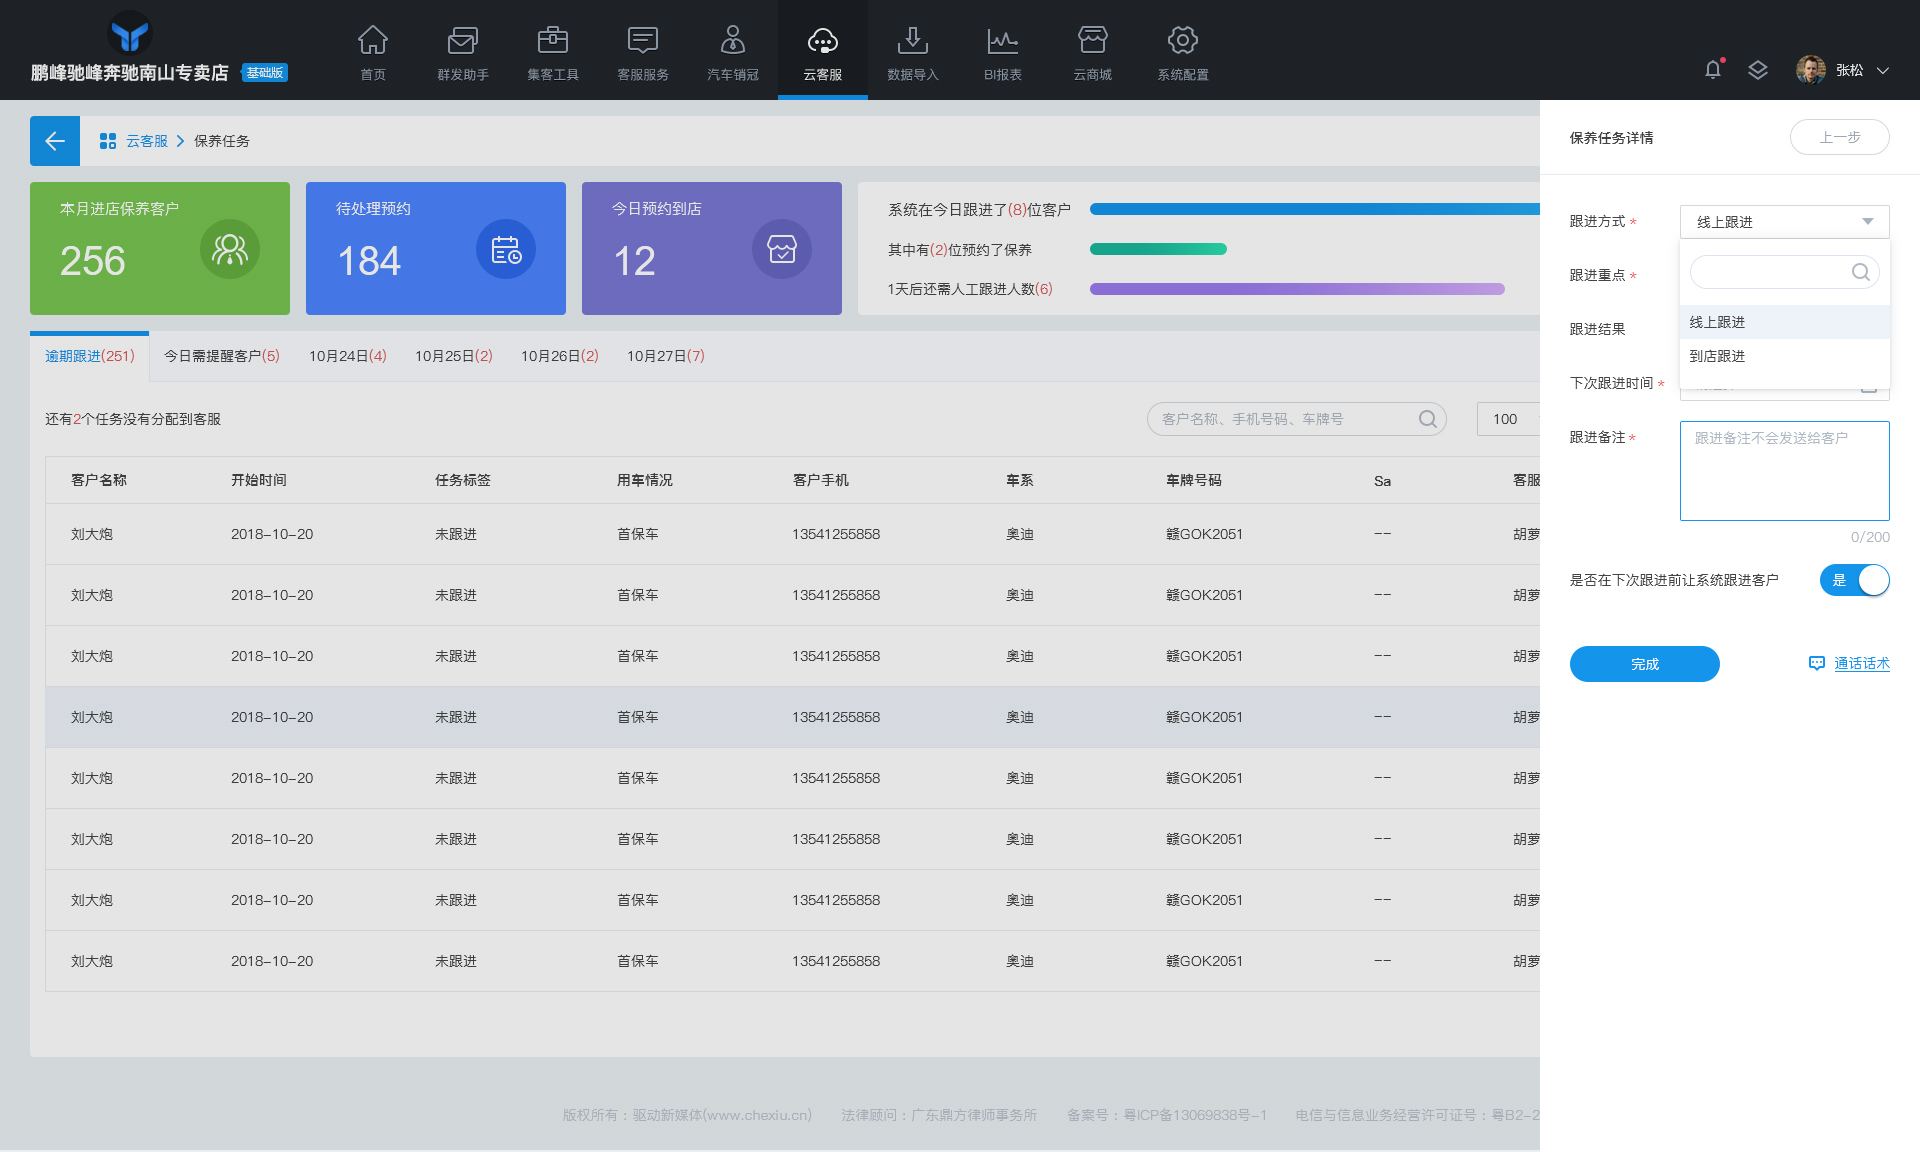 鹏峰驰峰奔驰南山专卖店 基础版
首页 群发助手 集客工具 客服服务 汽车销冠 云客服 数据导入 BI报表 云商城 系统配置
张松
云客服 保养任务
保养任务详情 上一步
本月进店保养客户
256
待处理预约
184
今日预约到店
12
系统在今日跟进了(8)位客户
其中有(2)位预约了保养
1天后还需人工跟进人数(6)
逾期跟进(251) 今日需提醒客户(5) 10月24日(4) 10月25日(2) 10月26日(2) 10月27日(7)
还有2个任务没有分配到客服 客户名称、手机号码、车牌号 100
客户名称 开始时间 任务标签 用车情况 客户手机 车系 车牌号码 Sa 客服
刘大炮 2018-10-20 未跟进 首保车 13541255858 奥迪 赣GOK2051 -- 胡萝
刘大炮 2018-10-20 未跟进 首保车 13541255858 奥迪 赣GOK2051 -- 胡萝
刘大炮 2018-10-20 未跟进 首保车 13541255858 奥迪 赣GOK2051 -- 胡萝
刘大炮 2018-10-20 未跟进 首保车 13541255858 奥迪 赣GOK2051 -- 胡萝
刘大炮 2018-10-20 未跟进 首保车 13541255858 奥迪 赣GOK2051 -- 胡萝
刘大炮 2018-10-20 未跟进 首保车 13541255858 奥迪 赣GOK2051 -- 胡萝
刘大炮 2018-10-20 未跟进 首保车 13541255858 奥迪 赣GOK2051 -- 胡萝
刘大炮 2018-10-20 未跟进 首保车 13541255858 奥迪 赣GOK2051 -- 胡萝
跟进方式 * 线上跟进
跟进重点 *
线上跟进
跟进结果
到店跟进
下次跟进时间 *
跟进备注 * 跟进备注不会发送给客户
0/200
是否在下次跟进前让系统跟进客户 是
完成 通话话术
版权所有：驱动新媒体(www.chexiu.cn) 法律顾问：广东鼎方律师事务所 备案号：粤ICP备13069838号-1 电信与信息业务经营许可证号：粤B2-2